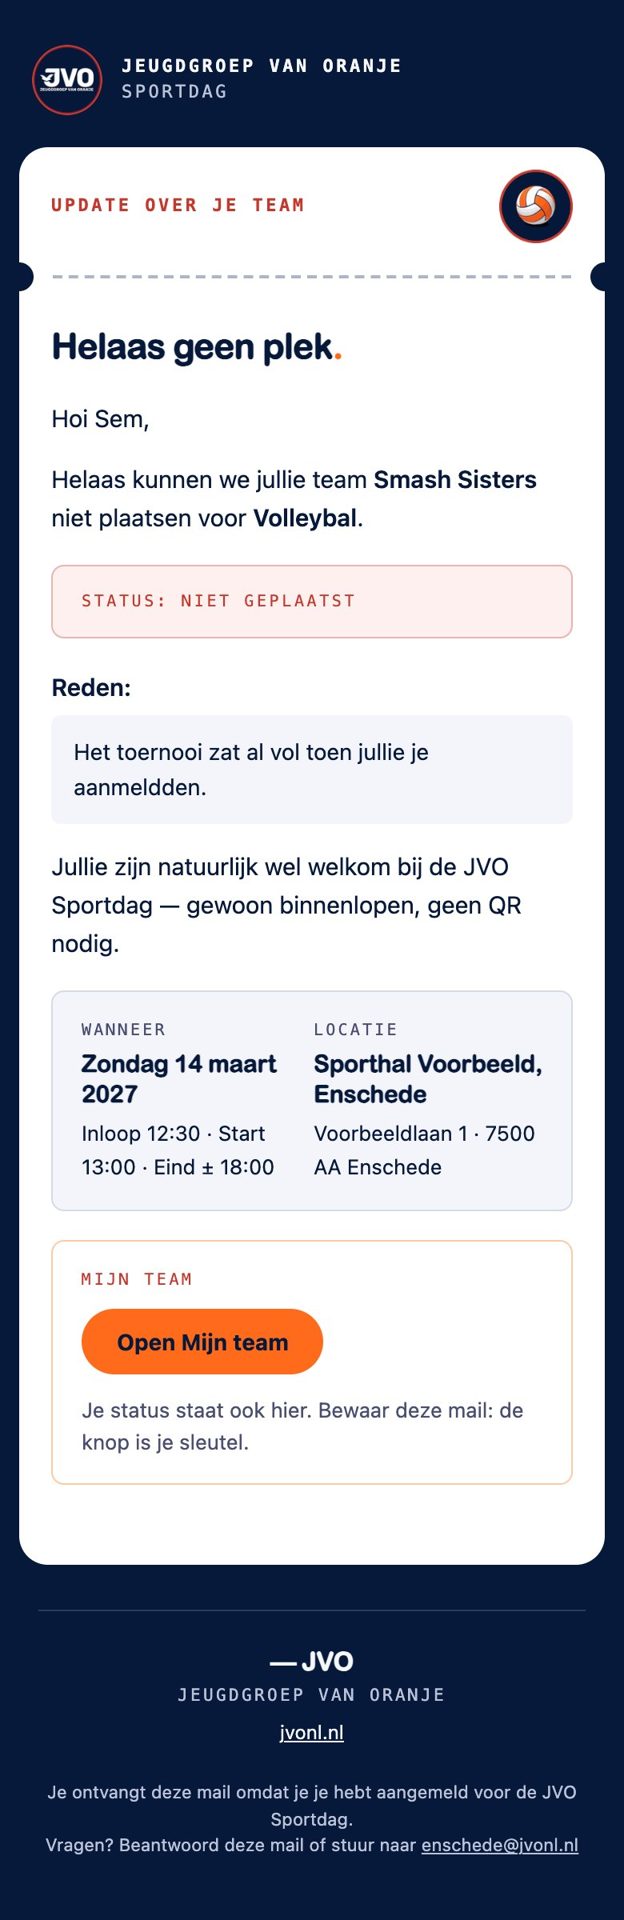 JVO
JEUGDGROEP VAN ORANJE
JEUGDGROEP VAN ORANJE
SPORTDAG
UPDATE OVER JE TEAM
Helaas geen plek.
Hoi Sem,
Helaas kunnen we jullie team Smash Sisters
niet plaatsen voor Volleybal.
STATUS: NIET GEPLAATST
Reden:
Het toernooi zat al vol toen jullie je
aanmeldden.
Jullie zijn natuurlijk wel welkom bij de JVO
Sportdag — gewoon binnenlopen, geen QR
nodig.
WANNEER
Zondag 14 maart
2027
Inloop 12:30 · Start
13:00 · Eind ± 18:00
LOCATIE
Sporthal Voorbeeld,
Enschede
Voorbeeldlaan 1 · 7500
AA Enschede
MIJN TEAM
Open Mijn team
Je status staat ook hier. Bewaar deze mail: de
knop is je sleutel.
— JVO
JEUGDGROEP VAN ORANJE
jvonl.nl
Je ontvangt deze mail omdat je je hebt aangemeld voor de JVO
Sportdag.
Vragen? Beantwoord deze mail of stuur naar enschede@jvonl.nl